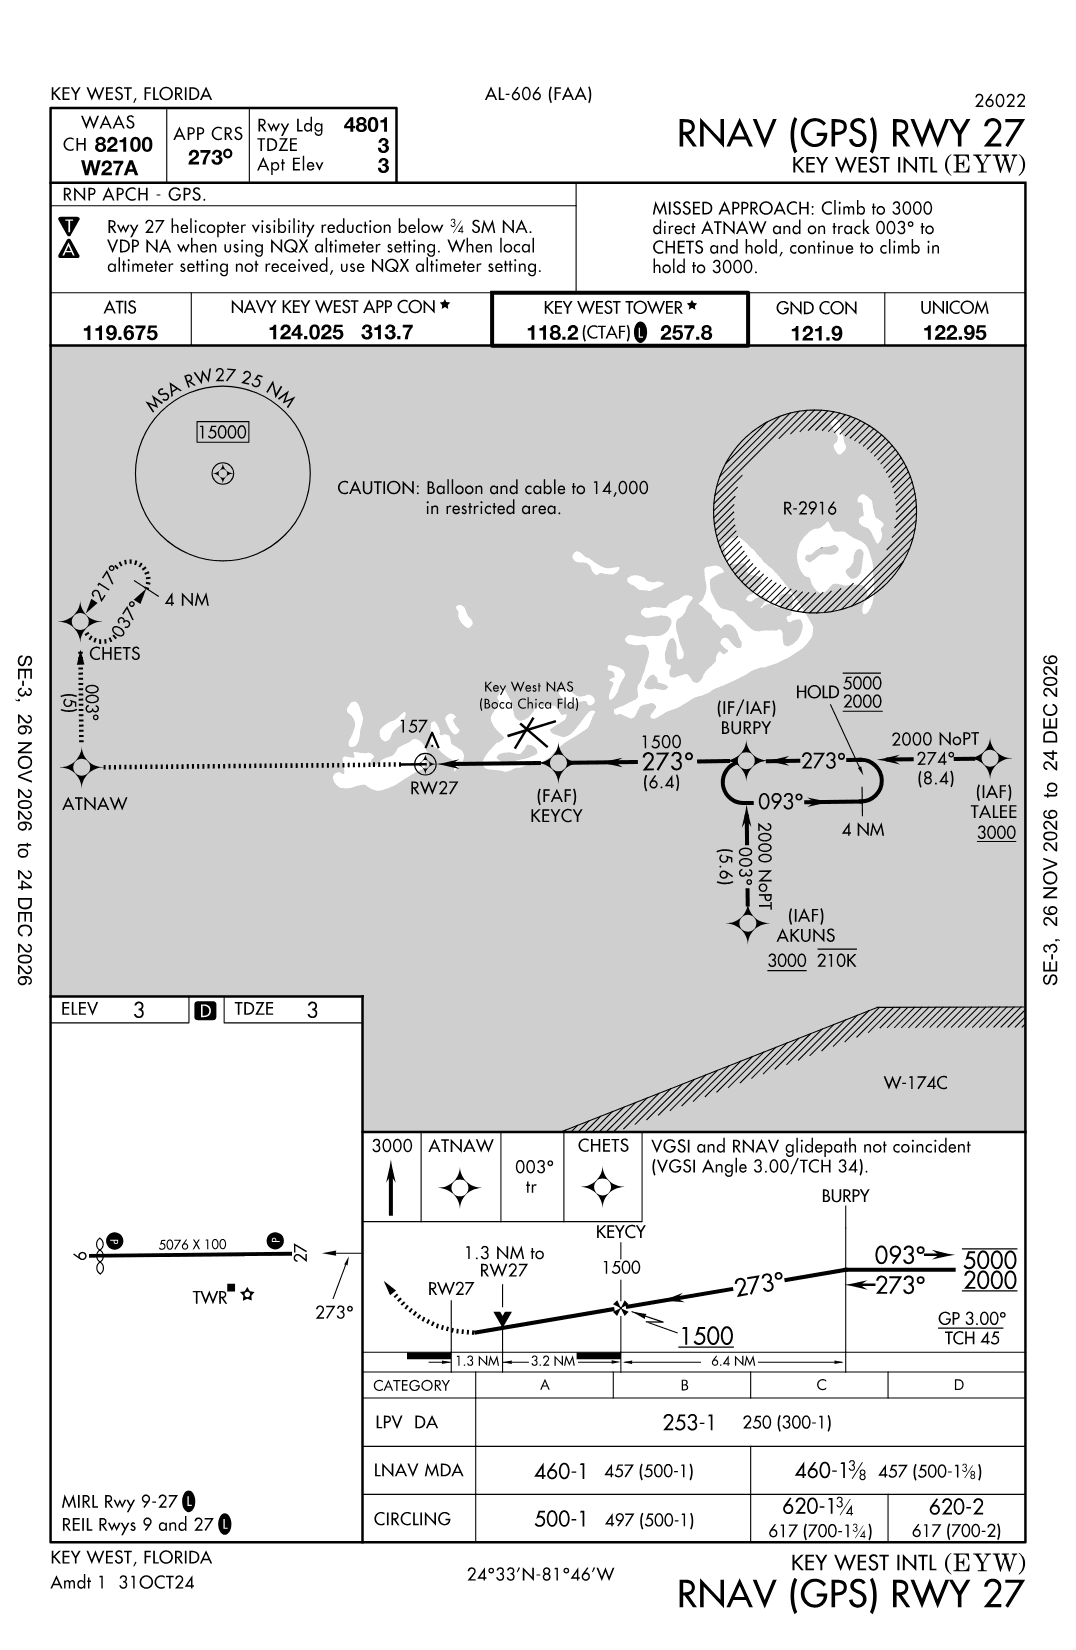 KEY WEST, FLORIDA
AL-606 (FAA)
26022
WAAS
CH 82100
W27A
APP CRS
273°
Rwy Ldg 4801
TDZE 3
Apt Elev 3
RNAV (GPS) RWY 27
KEY WEST INTL (EYW)
RNP APCH - GPS.
T
A
Rwy 27 helicopter visibility reduction below ¾ SM NA.
VDP NA when using NQX altimeter setting. When local
altimeter setting not received, use NQX altimeter setting.
MISSED APPROACH: Climb to 3000
direct ATNAW and on track 003° to
CHETS and hold, continue to climb in
hold to 3000.
ATIS
119.675
NAVY KEY WEST APP CON ★
124.025 313.7
KEY WEST TOWER ★
118.2 (CTAF) L 257.8
GND CON
121.9
UNICOM
122.95
MSA RW27 25 NM
15000
CAUTION: Balloon and cable to 14,000
in restricted area.
R-2916
217°
037°
4 NM
CHETS
003°
(5)
ATNAW
157
RW27
Key West NAS
(Boca Chica Fld)
(FAF)
KEYCY
1500
273°
(6.4)
(IF/IAF)
BURPY
HOLD 5000
2000
273°
093°
4 NM
2000 NoPT
274°
(8.4)
(IAF)
TALEE
3000
2000 NoPT
003°
(5.6)
(IAF)
AKUNS
3000 210K
W-174C
SE-3, 26 NOV 2026 to 24 DEC 2026
SE-3, 26 NOV 2026 to 24 DEC 2026
ELEV 3
D
TDZE 3
9
P
5076 X 100
P
27
TWR
273°
MIRL Rwy 9-27 L
REIL Rwys 9 and 27 L
3000
ATNAW
003°
tr
CHETS
VGSI and RNAV glidepath not coincident
(VGSI Angle 3.00/TCH 34).
BURPY
KEYCY
1500
1.3 NM to
RW27
RW27
273°
1500
093°
273°
5000
2000
GP 3.00°
TCH 45
1.3 NM
3.2 NM
6.4 NM
CATEGORY A B C D
LPV DA 253-1 250 (300-1)
LNAV MDA 460-1 457 (500-1) 460-1⅜ 457 (500-1⅜)
CIRCLING 500-1 497 (500-1) 620-1¾ 617 (700-1¾) 620-2 617 (700-2)
KEY WEST, FLORIDA
Amdt 1 31OCT24
24°33'N-81°46'W
KEY WEST INTL (EYW)
RNAV (GPS) RWY 27